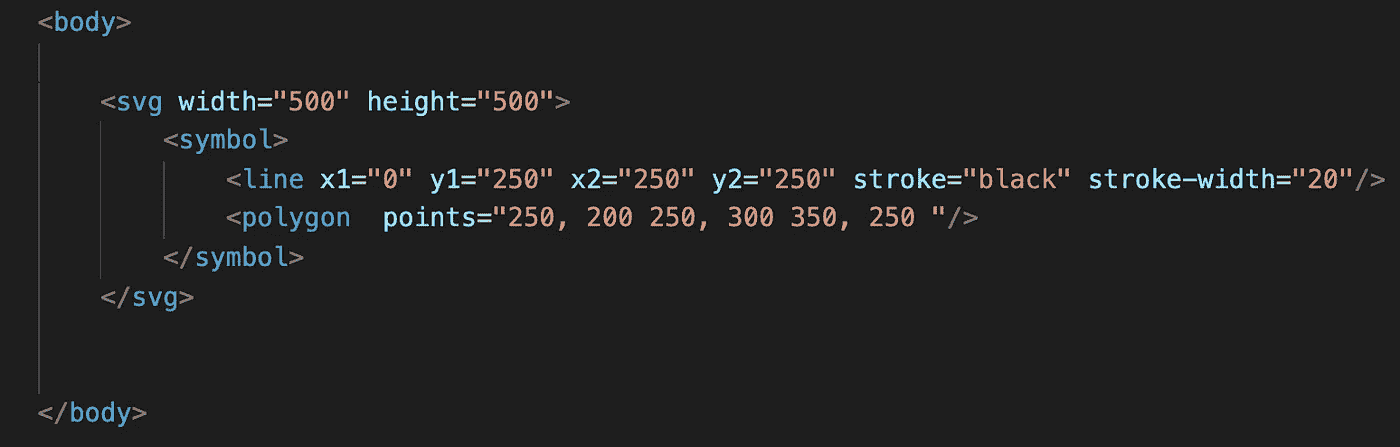 <body>
<svg width="500" height="500">
<symbol>
<line x1="0" y1="250" x2="250" y2="250" stroke="black" stroke-width="20"/>
<polygon  points="250, 200 250, 300 350, 250 "/>
</symbol>
</svg>
</body>